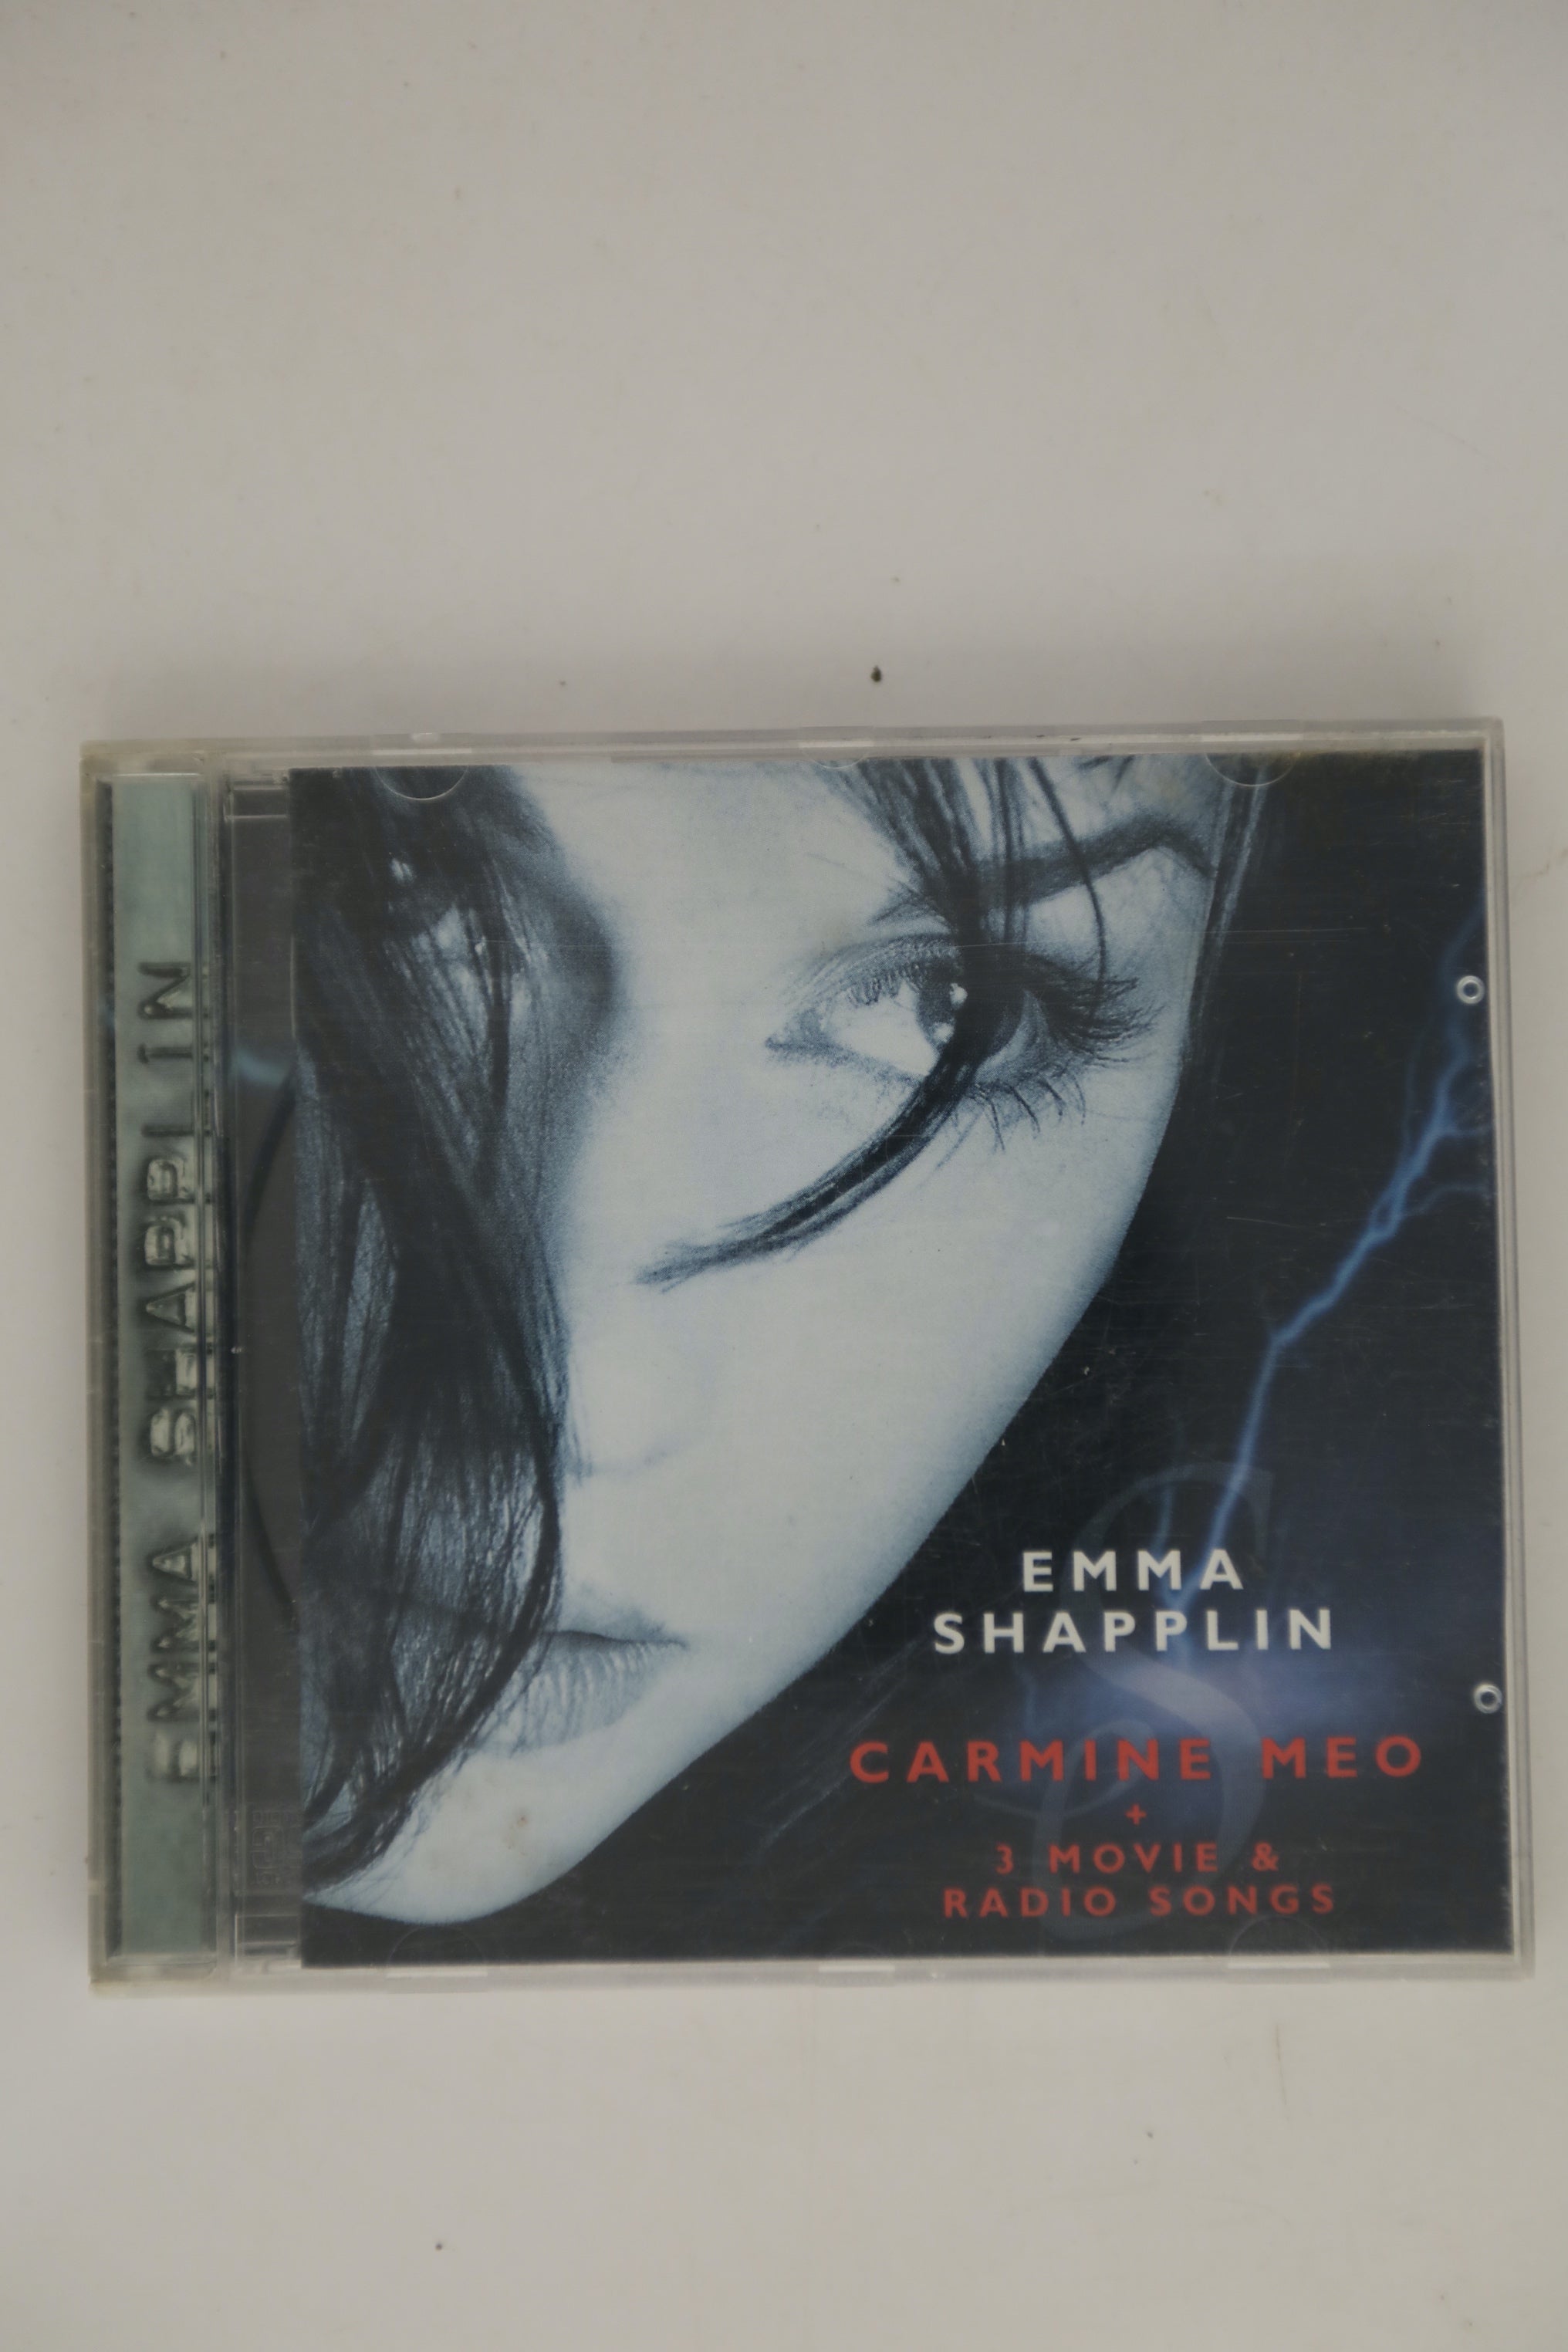 EMMA SHAPPLIN
EMMA
SHAPPLIN
CARMINE MEO
+
3 MOVIE &
RADIO SONGS